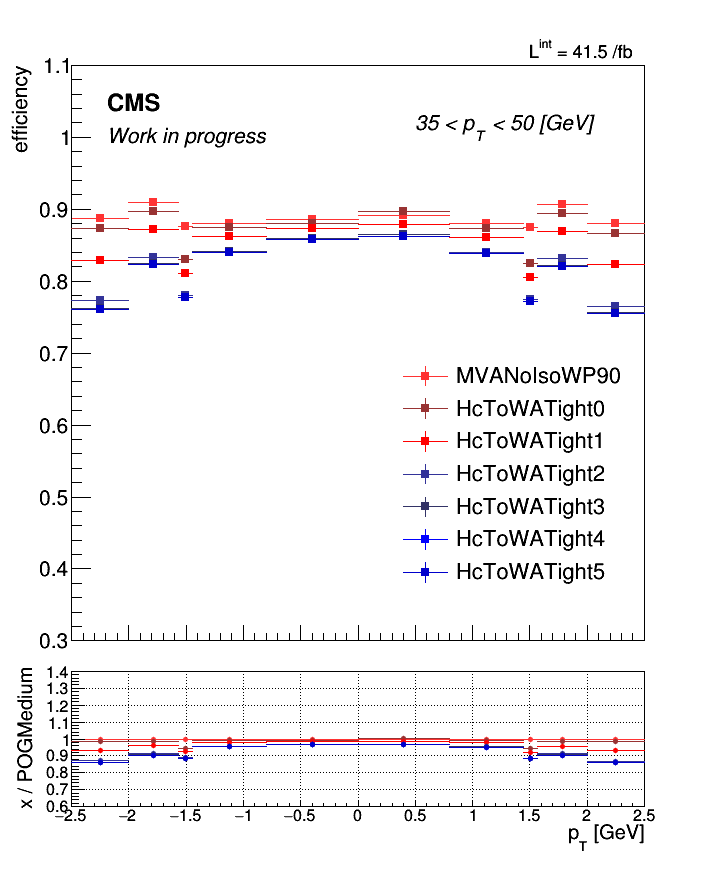 L^int = 41.5 /fb
efficiency
CMS
Work in progress
35 < p_T < 50 [GeV]
1.1
1
0.9
0.8
0.7
0.6
0.5
0.4
0.3
MVANoIsoWP90
HcToWATight0
HcToWATight1
HcToWATight2
HcToWATight3
HcToWATight4
HcToWATight5
x / POGMedium
1.4
1.3
1.2
1.1
1
0.9
0.8
0.7
0.6
−2.5 −2 −1.5 −1 −0.5 0 0.5 1 1.5 2 2.5
p_T [GeV]